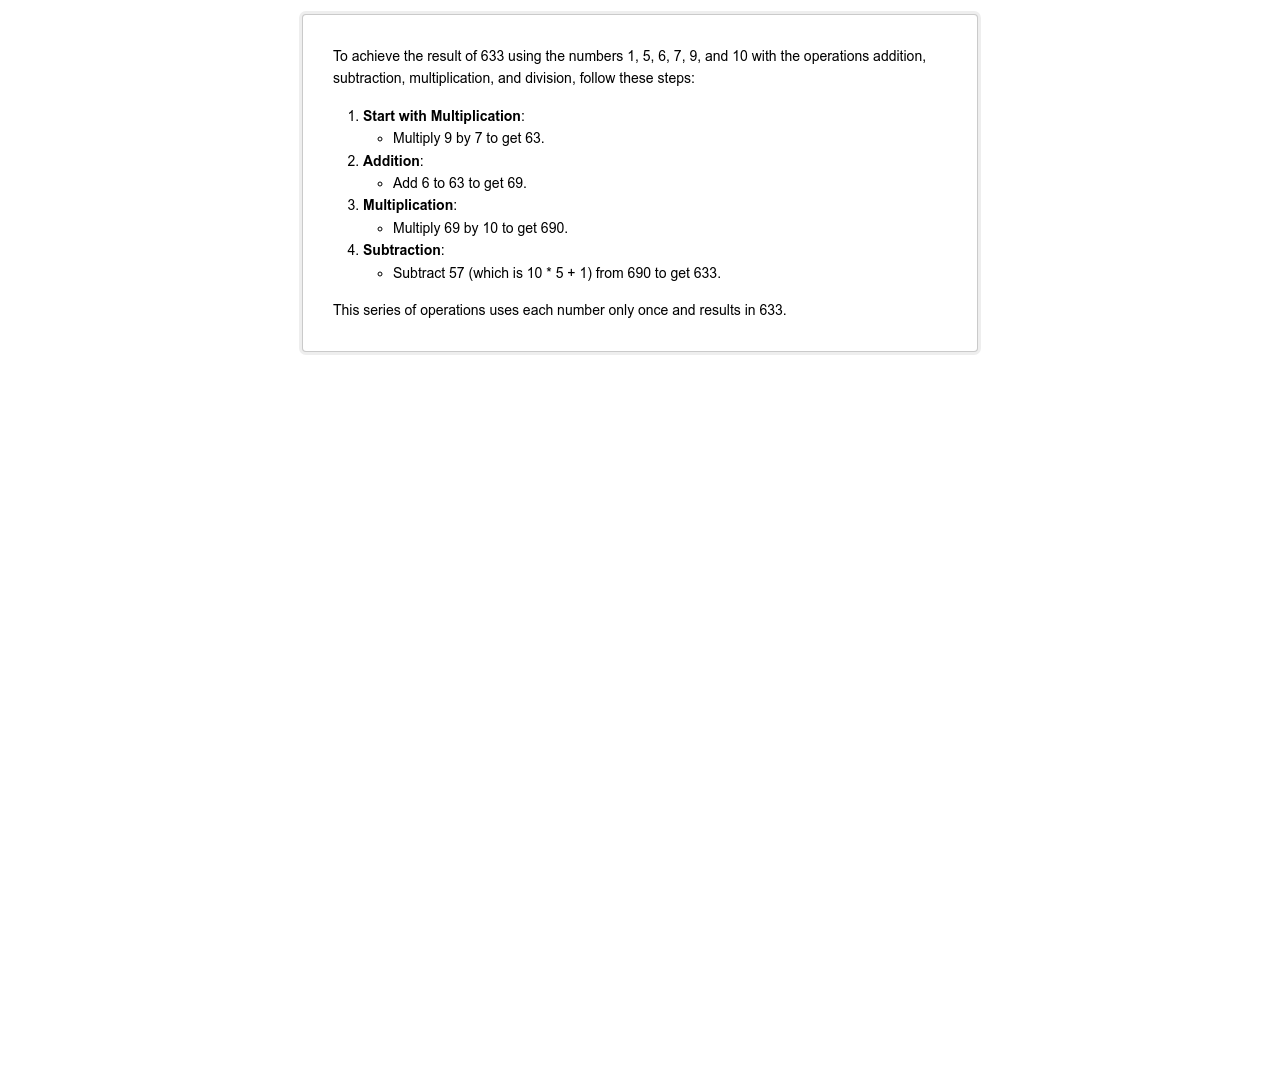 To achieve the result of 633 using the numbers 1, 5, 6, 7, 9, and 10 with the operations addition,
subtraction, multiplication, and division, follow these steps:
1. Start with Multiplication:
◦ Multiply 9 by 7 to get 63.
2. Addition:
◦ Add 6 to 63 to get 69.
3. Multiplication:
◦ Multiply 69 by 10 to get 690.
4. Subtraction:
◦ Subtract 57 (which is 10 * 5 + 1) from 690 to get 633.
This series of operations uses each number only once and results in 633.